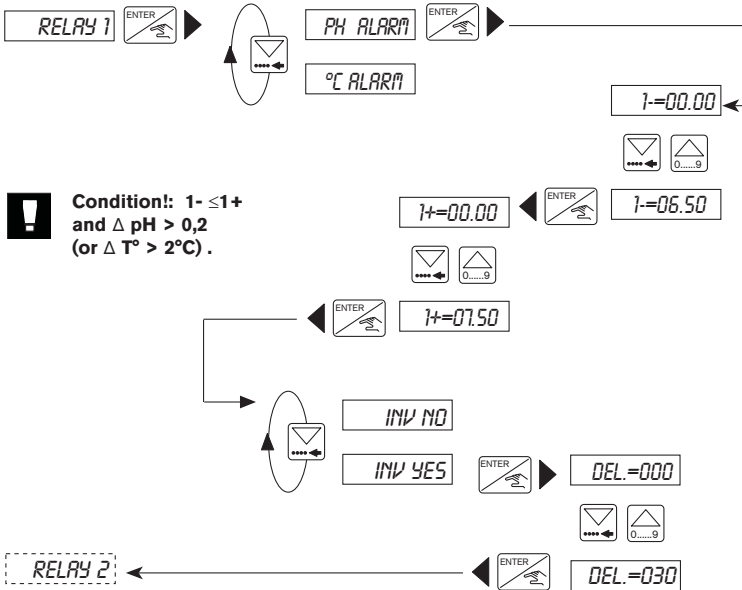 RELAY 1
ENTER
PH ALARM
ENTER
°C ALARM
1-=00.00
0......9
Condition!: 1- ≤1+
and Δ pH > 0,2
(or Δ T° > 2°C) .
1+=00.00
ENTER
1-=06.50
0......9
ENTER
1+=07.50
INV NO
INV YES
ENTER
DEL.=000
0......9
RELAY 2
ENTER
DEL.=030